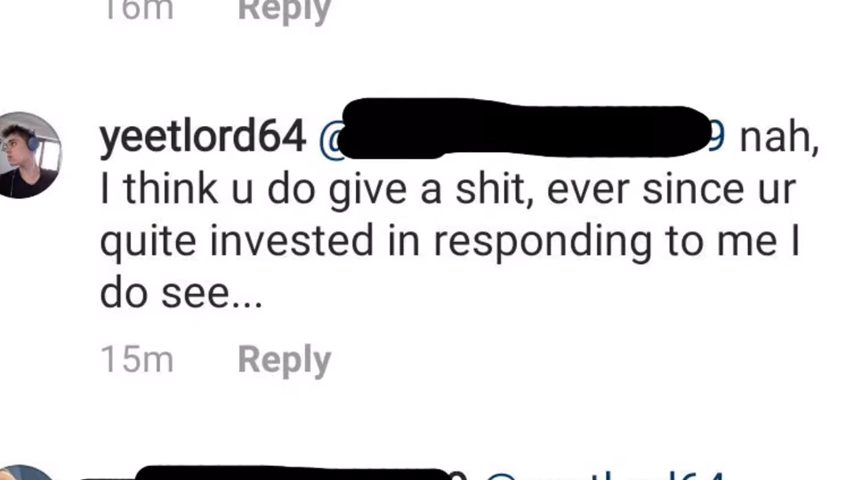 16m Reply
yeetlord64 @ 9 nah,
I think u do give a shit, ever since ur
quite invested in responding to me I
do see...
15m Reply
@yeetlord64